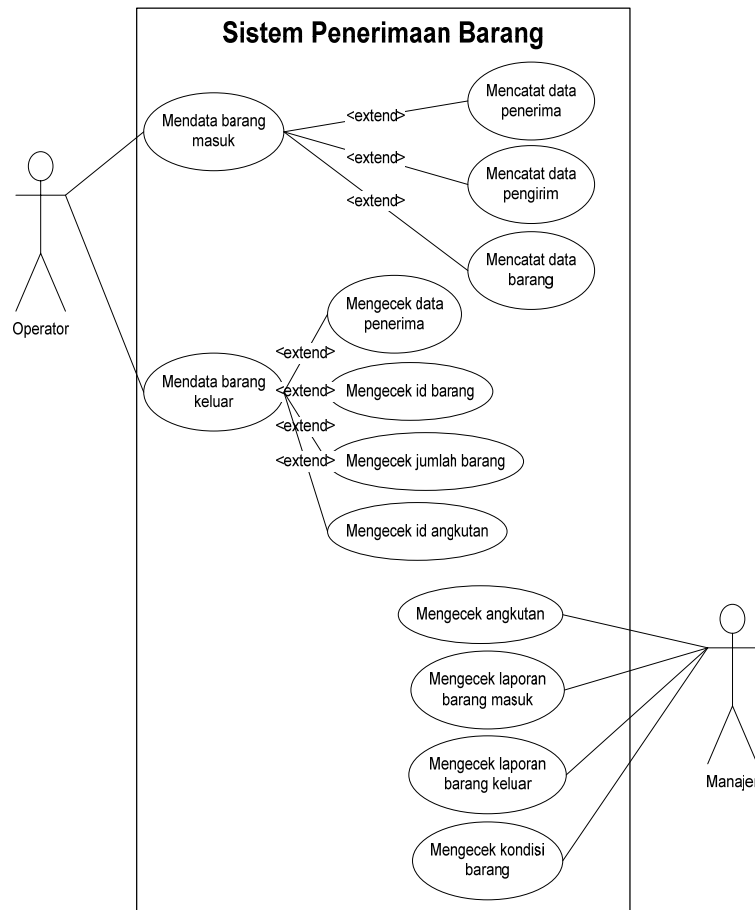 Sistem Penerimaan Barang
Mendata barang
masuk
<extend>
<extend>
<extend>
Mencatat data
penerima
Mencatat data
pengirim
Mencatat data
barang
Operator
Mendata barang
keluar
<extend>
<extend>
<extend>
<extend>
Mengecek data
penerima
Mengecek id barang
Mengecek jumlah barang
Mengecek id angkutan
Mengecek angkutan
Mengecek laporan
barang masuk
Mengecek laporan
barang keluar
Mengecek kondisi
barang
Manajer